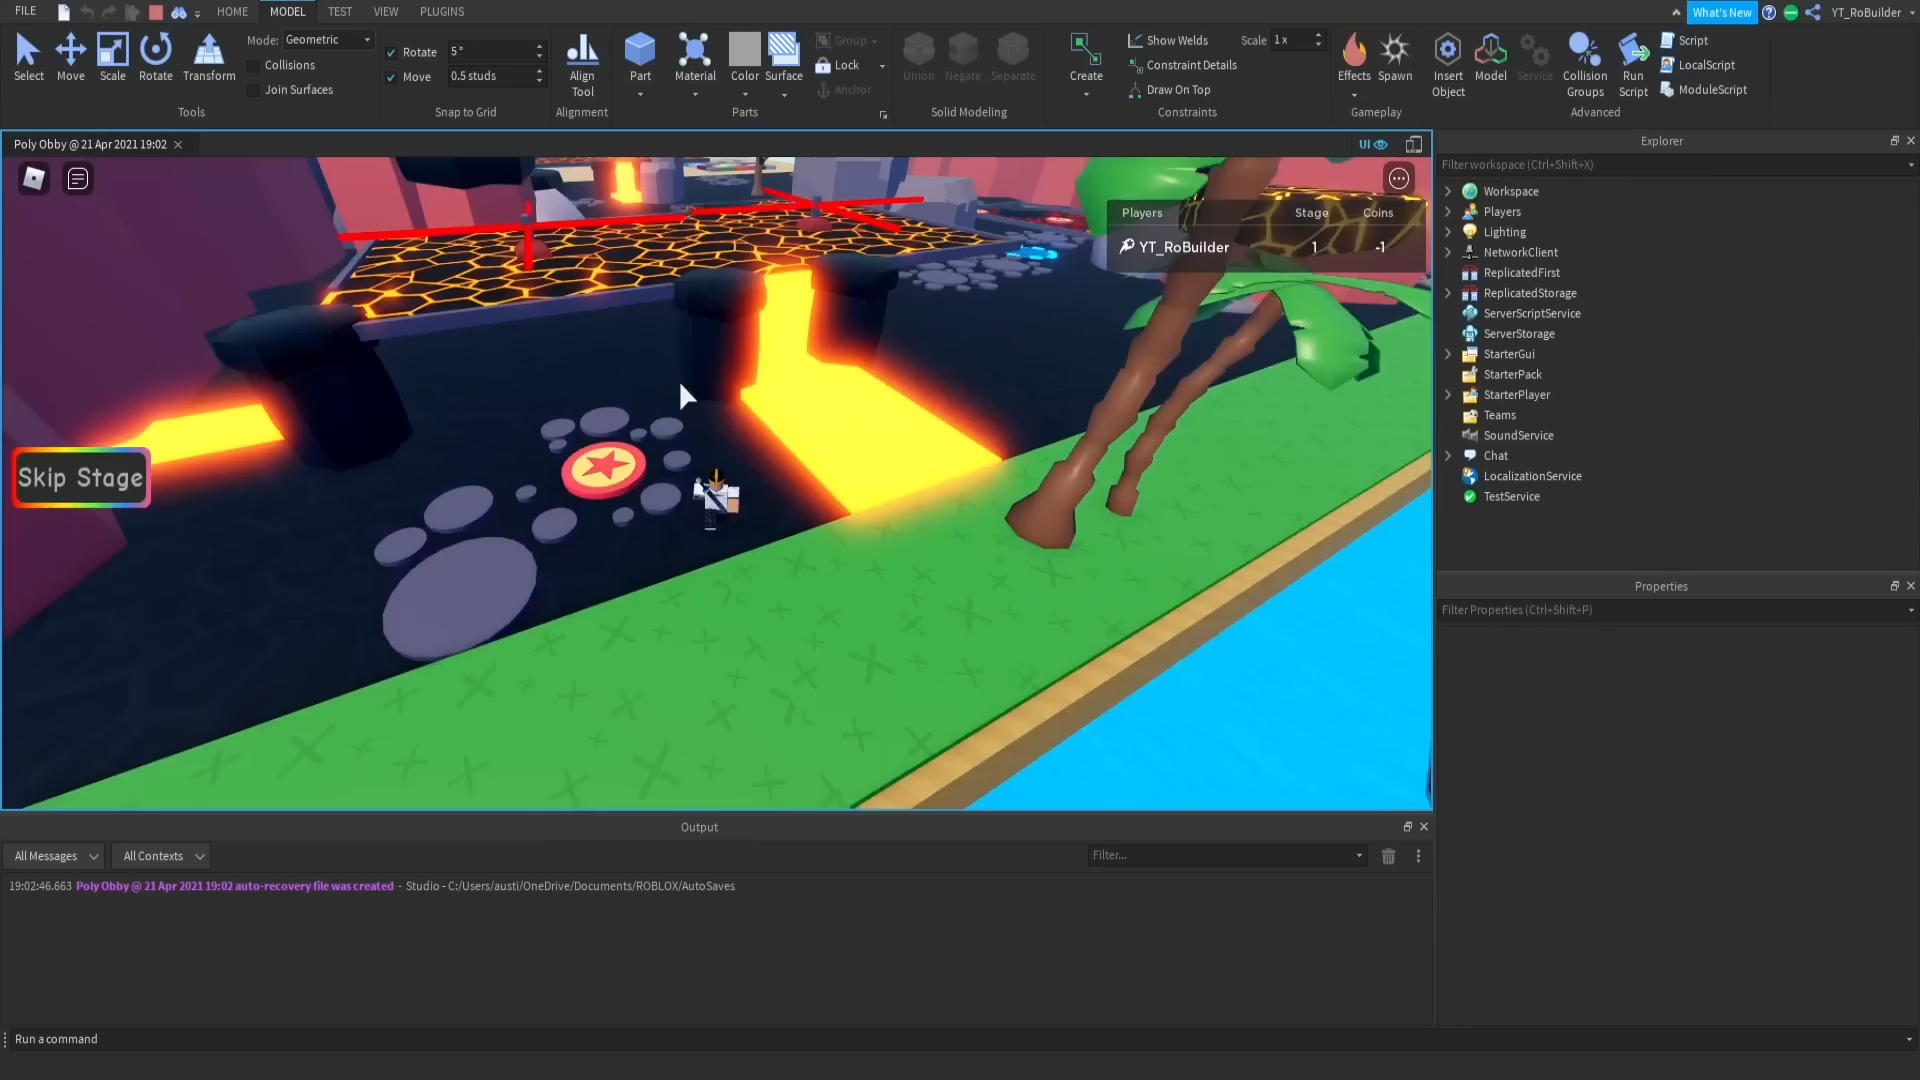 FILE
HOME
MODEL
TEST
VIEW
PLUGINS
What's New
YT_RoBuilder
Select
Move
Scale
Rotate
Transform
Mode: Geometric
Collisions
Join Surfaces
Tools
Rotate 5°
Move 0.5 studs
Snap to Grid
Align
Tool
Alignment
Part
Material
Color
Surface
Group
Lock
Anchor
Parts
Union
Negate
Separate
Solid Modeling
Create
Show Welds
Constraint Details
Draw On Top
Scale 1 x
Constraints
Effects
Spawn
Gameplay
Insert
Object
Model
Service
Collision
Groups
Run
Script
Script
LocalScript
ModuleScript
Advanced
Poly Obby @ 21 Apr 2021 19:02
UI
Players Stage Coins
YT_RoBuilder 1 -1
Skip Stage
Explorer
Filter workspace (Ctrl+Shift+X)
Workspace
Players
Lighting
NetworkClient
ReplicatedFirst
ReplicatedStorage
ServerScriptService
ServerStorage
StarterGui
StarterPack
StarterPlayer
Teams
SoundService
Chat
LocalizationService
TestService
Properties
Filter Properties (Ctrl+Shift+P)
Output
All Messages
All Contexts
Filter...
19:02:46.663 Poly Obby @ 21 Apr 2021 19:02 auto-recovery file was created - Studio - C:/Users/austi/OneDrive/Documents/ROBLOX/AutoSaves
Run a command